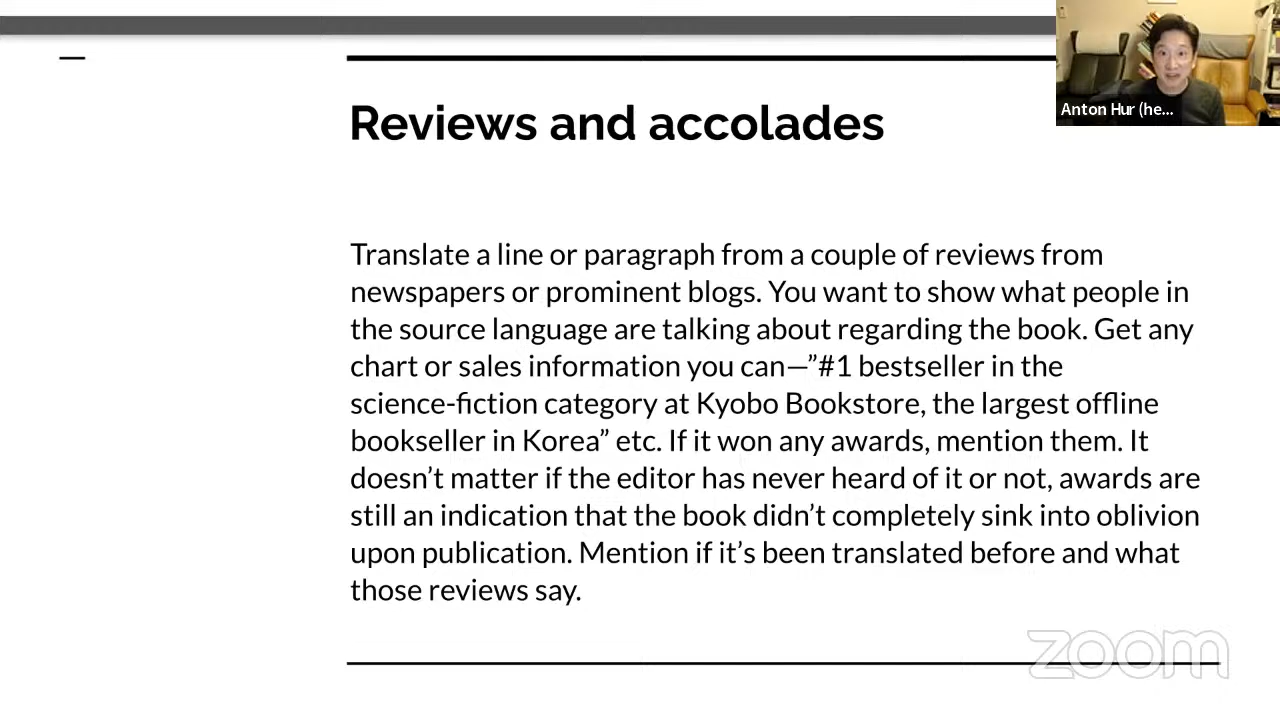 Anton Hur (he...
Reviews and accolades
Translate a line or paragraph from a couple of reviews from
newspapers or prominent blogs. You want to show what people in
the source language are talking about regarding the book. Get any
chart or sales information you can—”#1 bestseller in the
science-fiction category at Kyobo Bookstore, the largest offline
bookseller in Korea” etc. If it won any awards, mention them. It
doesn’t matter if the editor has never heard of it or not, awards are
still an indication that the book didn’t completely sink into oblivion
upon publication. Mention if it’s been translated before and what
those reviews say.
zoom